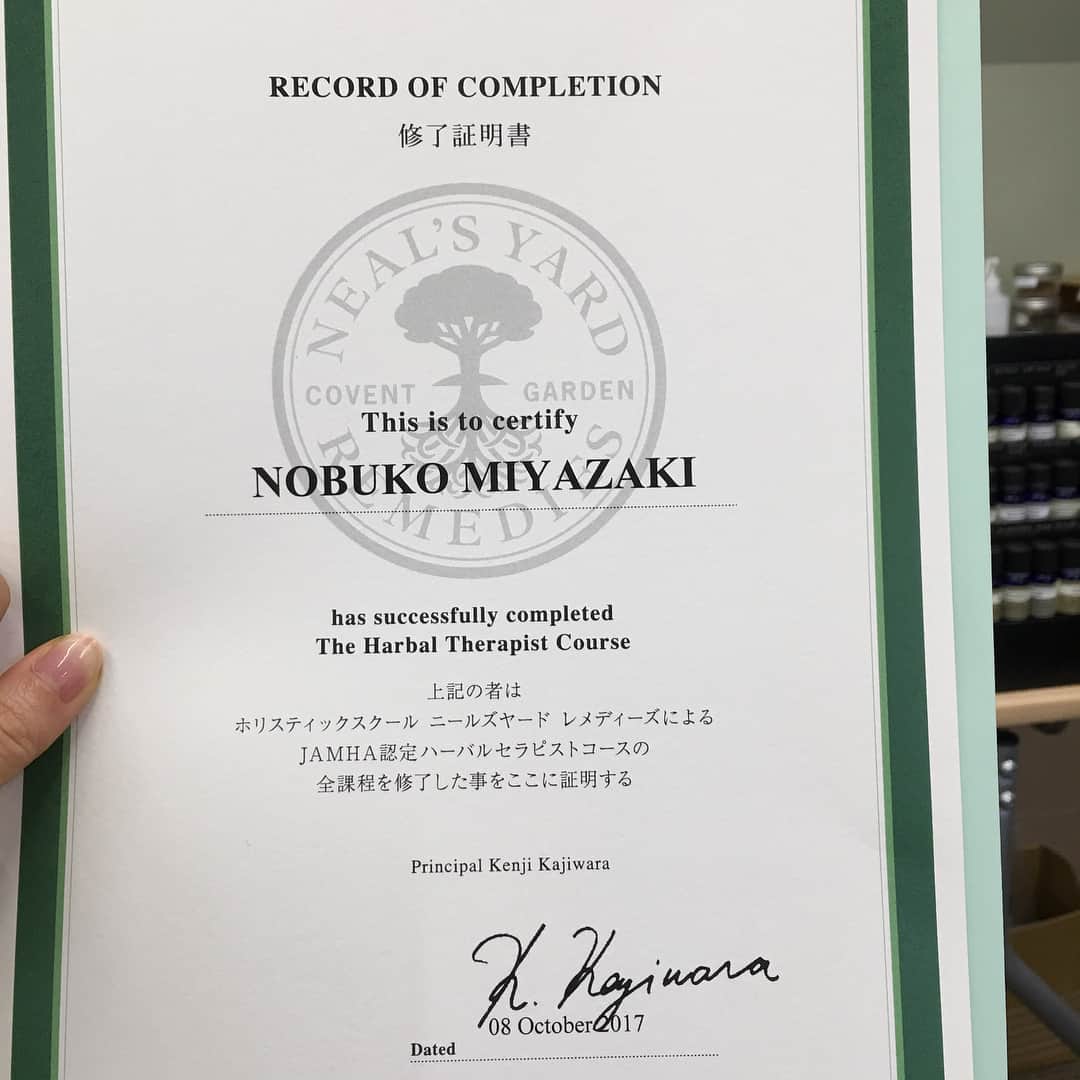 RECORD OF COMPLETION
修了証明書
NEAL'S YARD
COVENT GARDEN
REMEDIES
This is to certify
NOBUKO MIYAZAKI
has successfully completed
The Harbal Therapist Course
上記の者は
ホリスティックスクール ニールズヤード レメディーズによる
JAMHA認定ハーバルセラピストコースの
全課程を修了した事をここに証明する
Principal Kenji Kajiwara
K. Kajiwara
08 October 2017
Dated